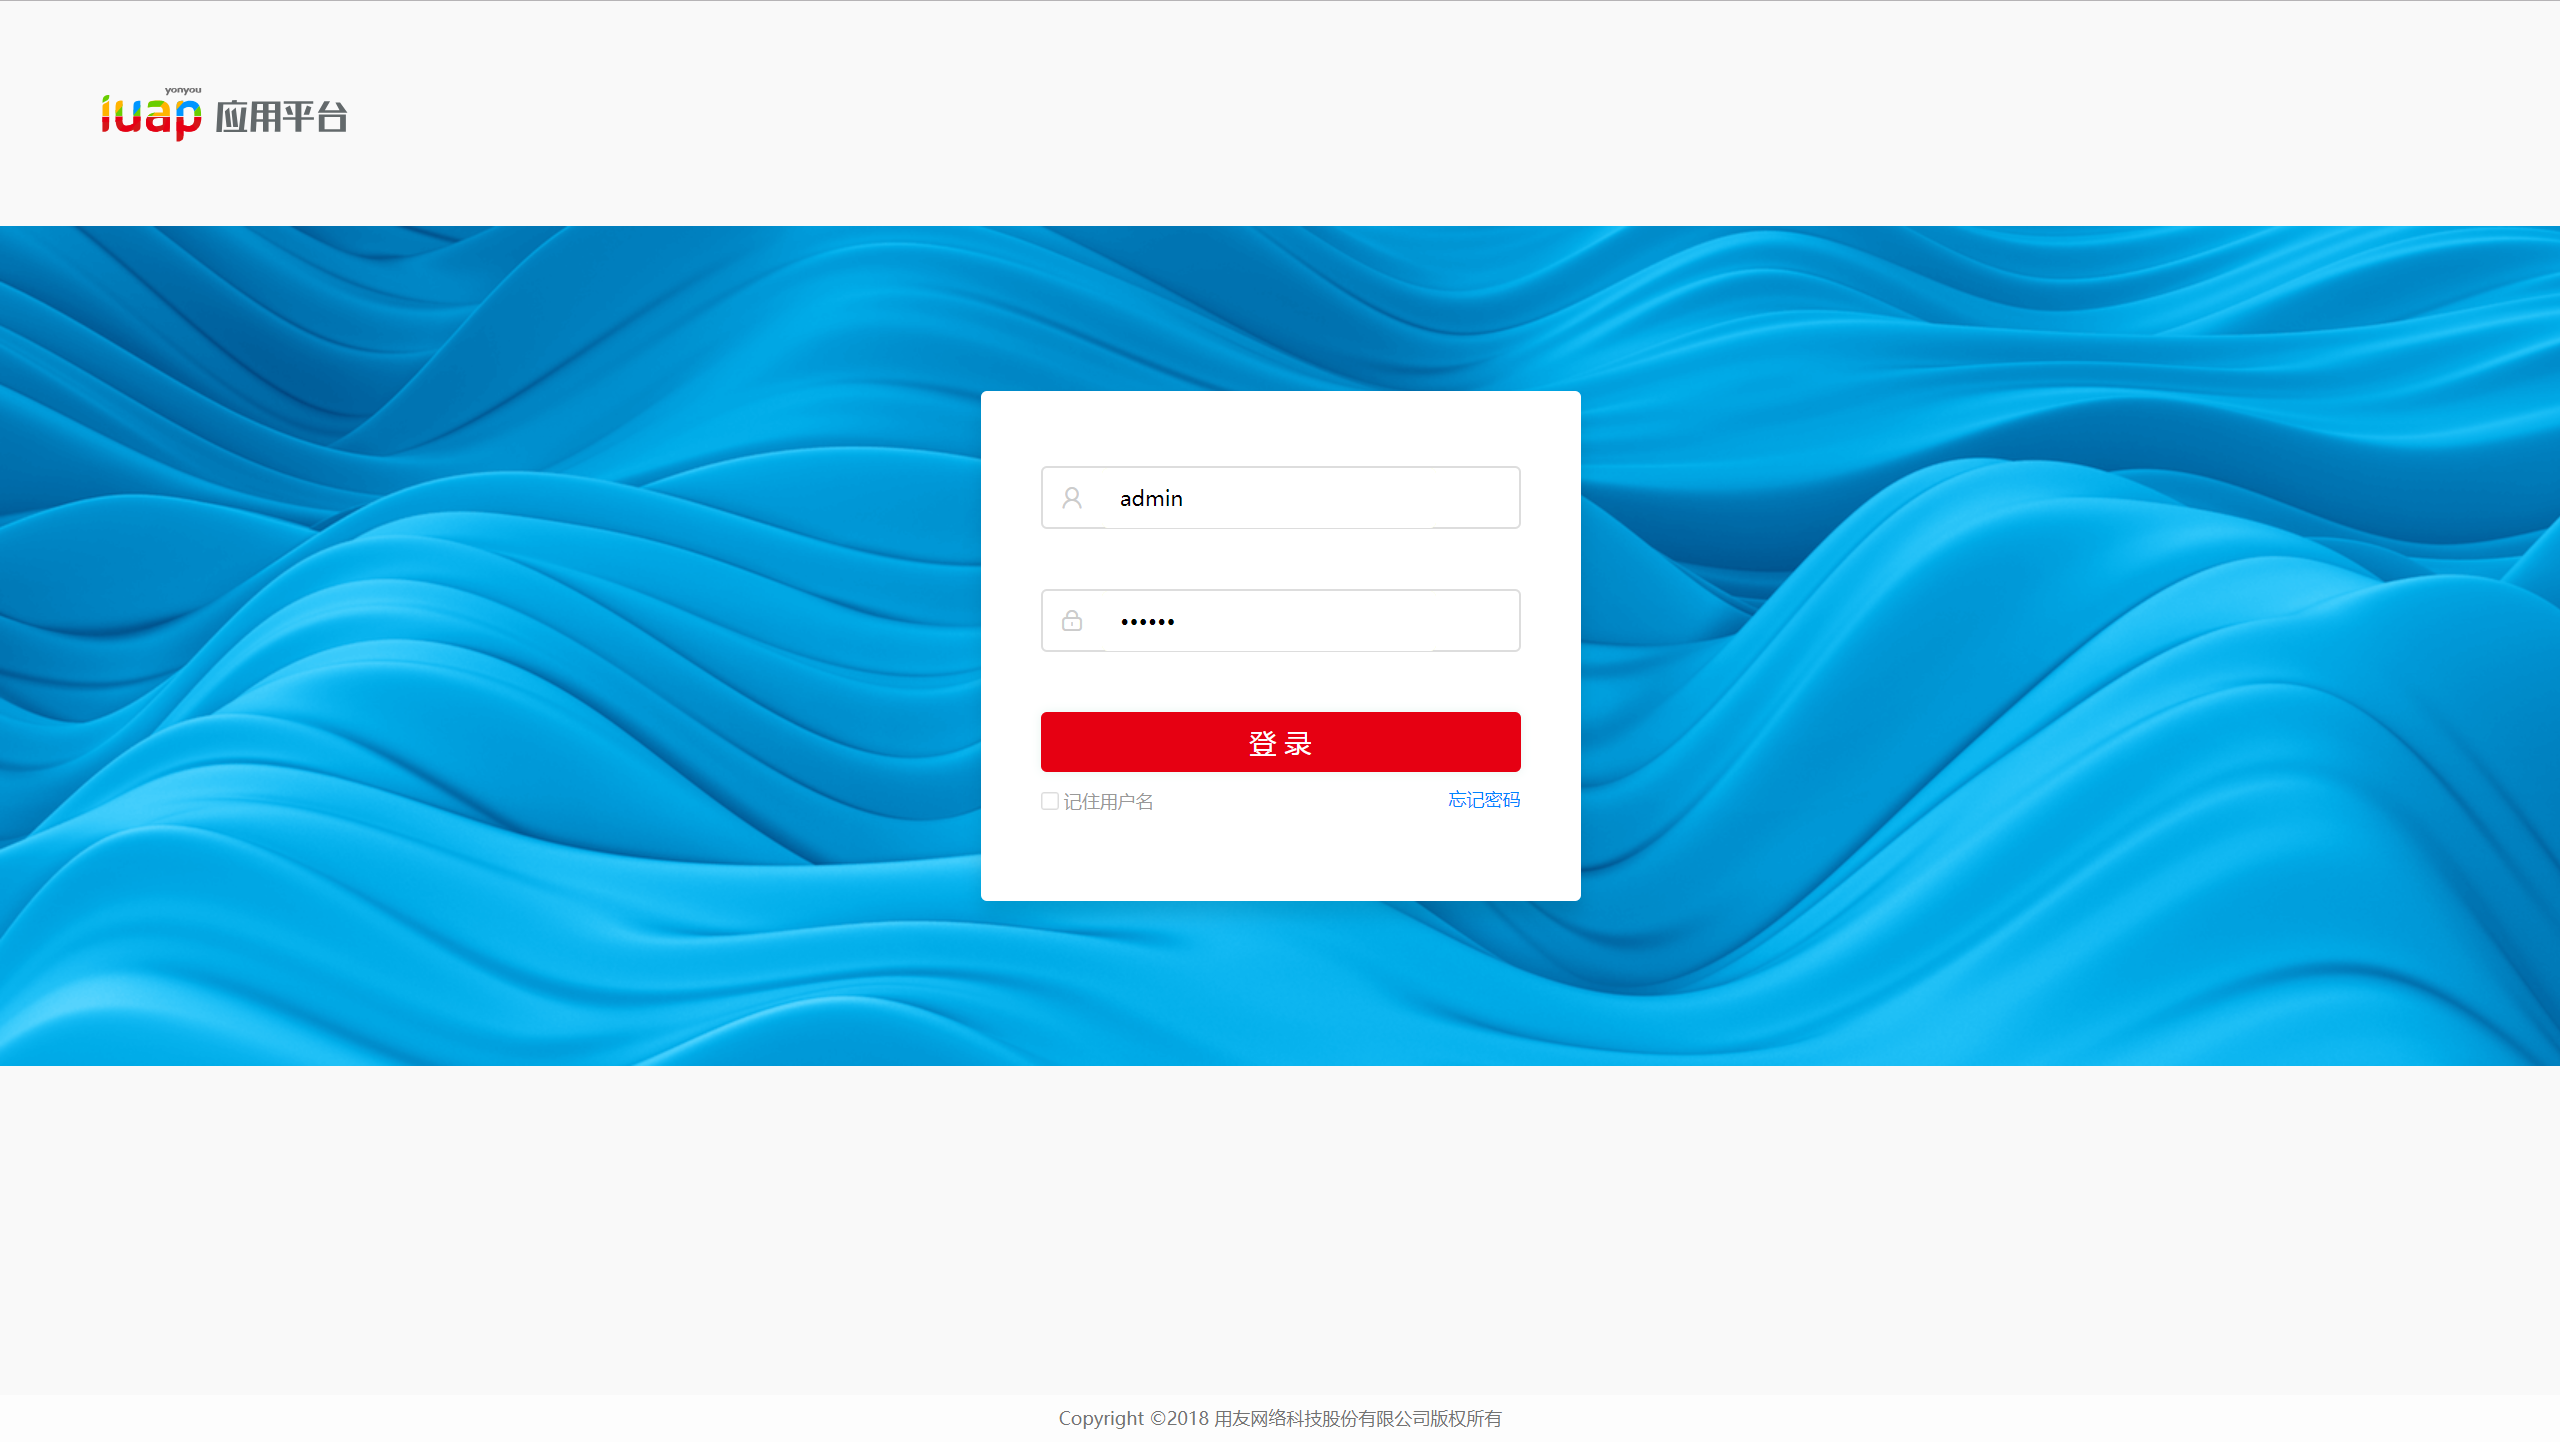 yonyou
iuap 应用平台
admin
••••••
登 录
记住用户名
忘记密码
Copyright ©2018 用友网络科技股份有限公司版权所有